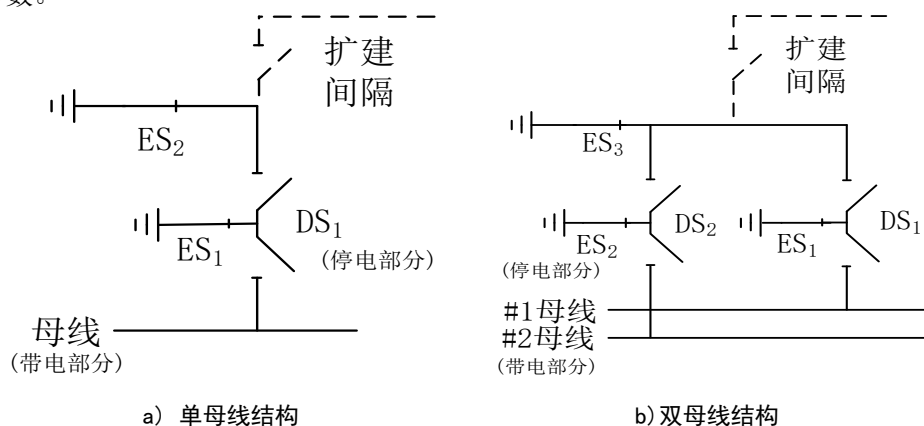 数。
扩建
间隔
ES₂
DS₁
ES₁
(停电部分)
母线
(带电部分)
a) 单母线结构
扩建
间隔
ES₃
DS₂
DS₁
ES₂
ES₁
(停电部分)
#1母线
#2母线
(带电部分)
b)双母线结构